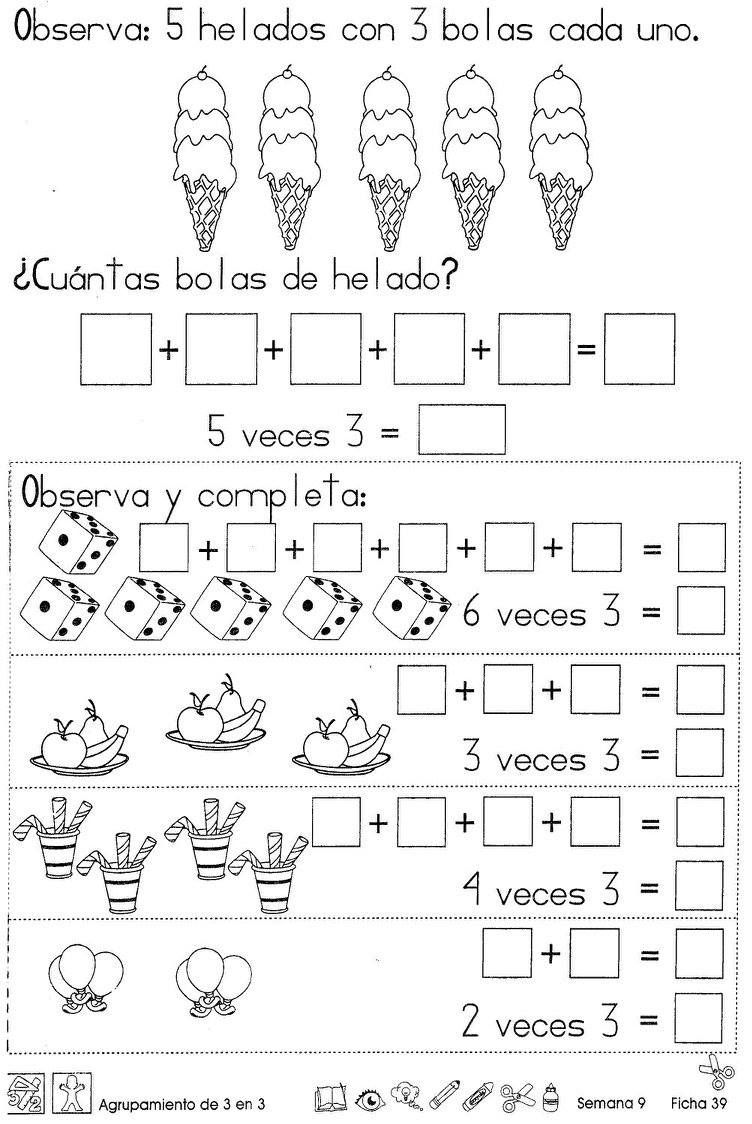 Observa: 5 helados con 3 bolas cada uno.
¿Cuántas bolas de helado?
+ + + + =
5 veces 3 =
Observa y completa:
+ + + + + =
6 veces 3 =
+ + =
3 veces 3 =
+ + + =
4 veces 3 =
+ =
2 veces 3 =
Agrupamiento de 3 en 3 Semana 9 Ficha 39